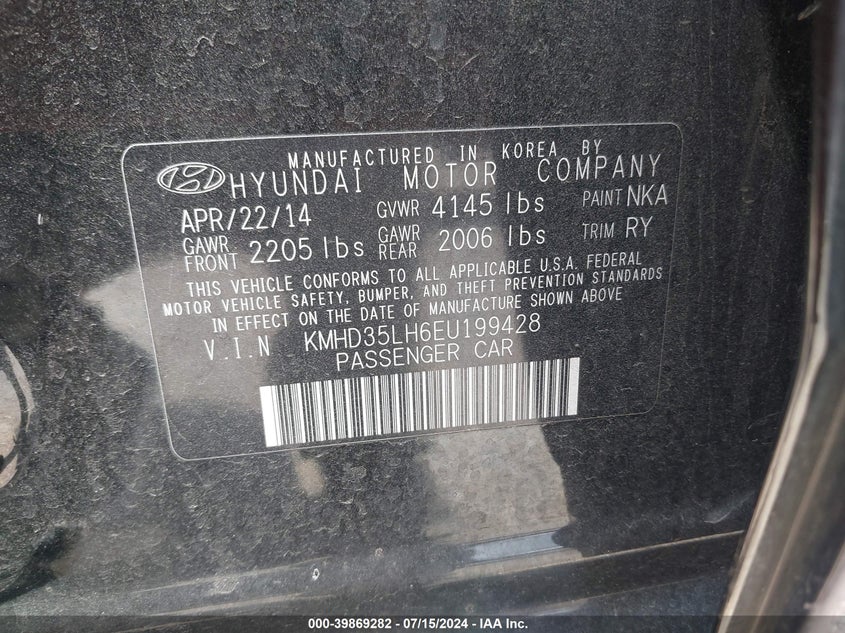 MANUFACTURED IN KOREA BY
HYUNDAI MOTOR COMPANY
APR/22/14 GVWR 4145 lbs PAINT NKA
GAWR FRONT 2205 lbs GAWR REAR 2006 lbs TRIM RY
THIS VEHICLE CONFORMS TO ALL APPLICABLE U.S.A. FEDERAL
MOTOR VEHICLE SAFETY, BUMPER, AND THEFT PREVENTION STANDARDS
IN EFFECT ON THE DATE OF MANUFACTURE SHOWN ABOVE
V.I.N KMHD35LH6EU199428
PASSENGER CAR
000-39869282 - 07/15/2024 - © IAA Inc.